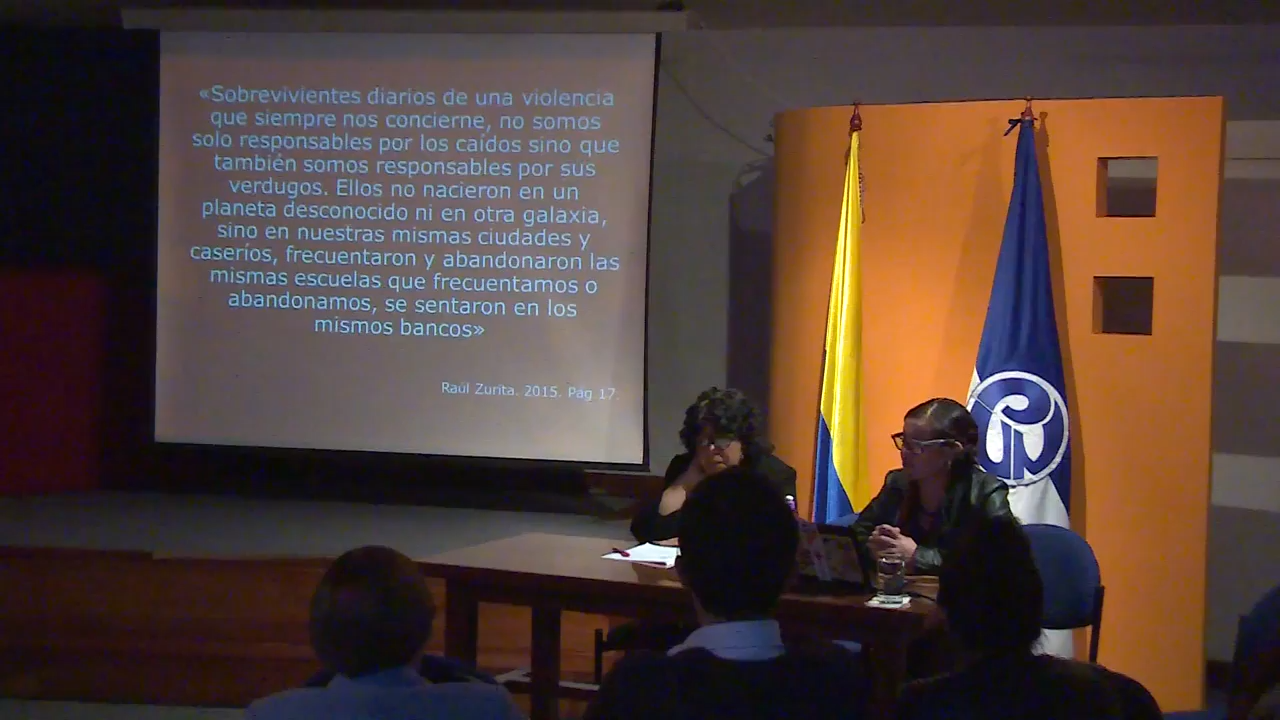 «Sobrevivientes diarios de una violencia
que siempre nos concierne, no somos
solo responsables por los caídos sino que
también somos responsables por sus
verdugos. Ellos no nacieron en un
planeta desconocido ni en otra galaxia,
sino en nuestras mismas ciudades y
caseríos, frecuentaron y abandonaron las
mismas escuelas que frecuentamos o
abandonamos, se sentaron en los
mismos bancos»
Raúl Zurita. 2015. Pág 17.